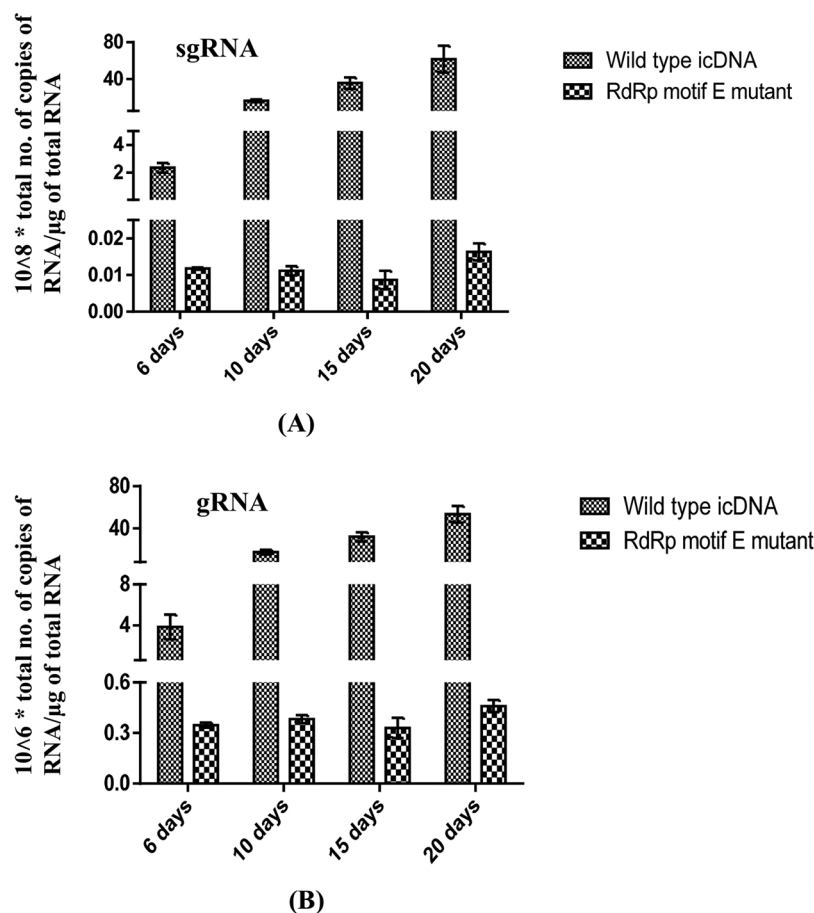 sgRNA
10^8 * total no. of copies of
RNA/µg of total RNA
80
40
4
2
0.02
0.01
0.00
6 days
10 days
15 days
20 days
Wild type icDNA
RdRp motif E mutant
(A)
gRNA
10^6 * total no. of copies of
RNA/µg of total RNA
80
40
8
4
0.6
0.3
0.0
6 days
10 days
15 days
20 days
Wild type icDNA
RdRp motif E mutant
(B)